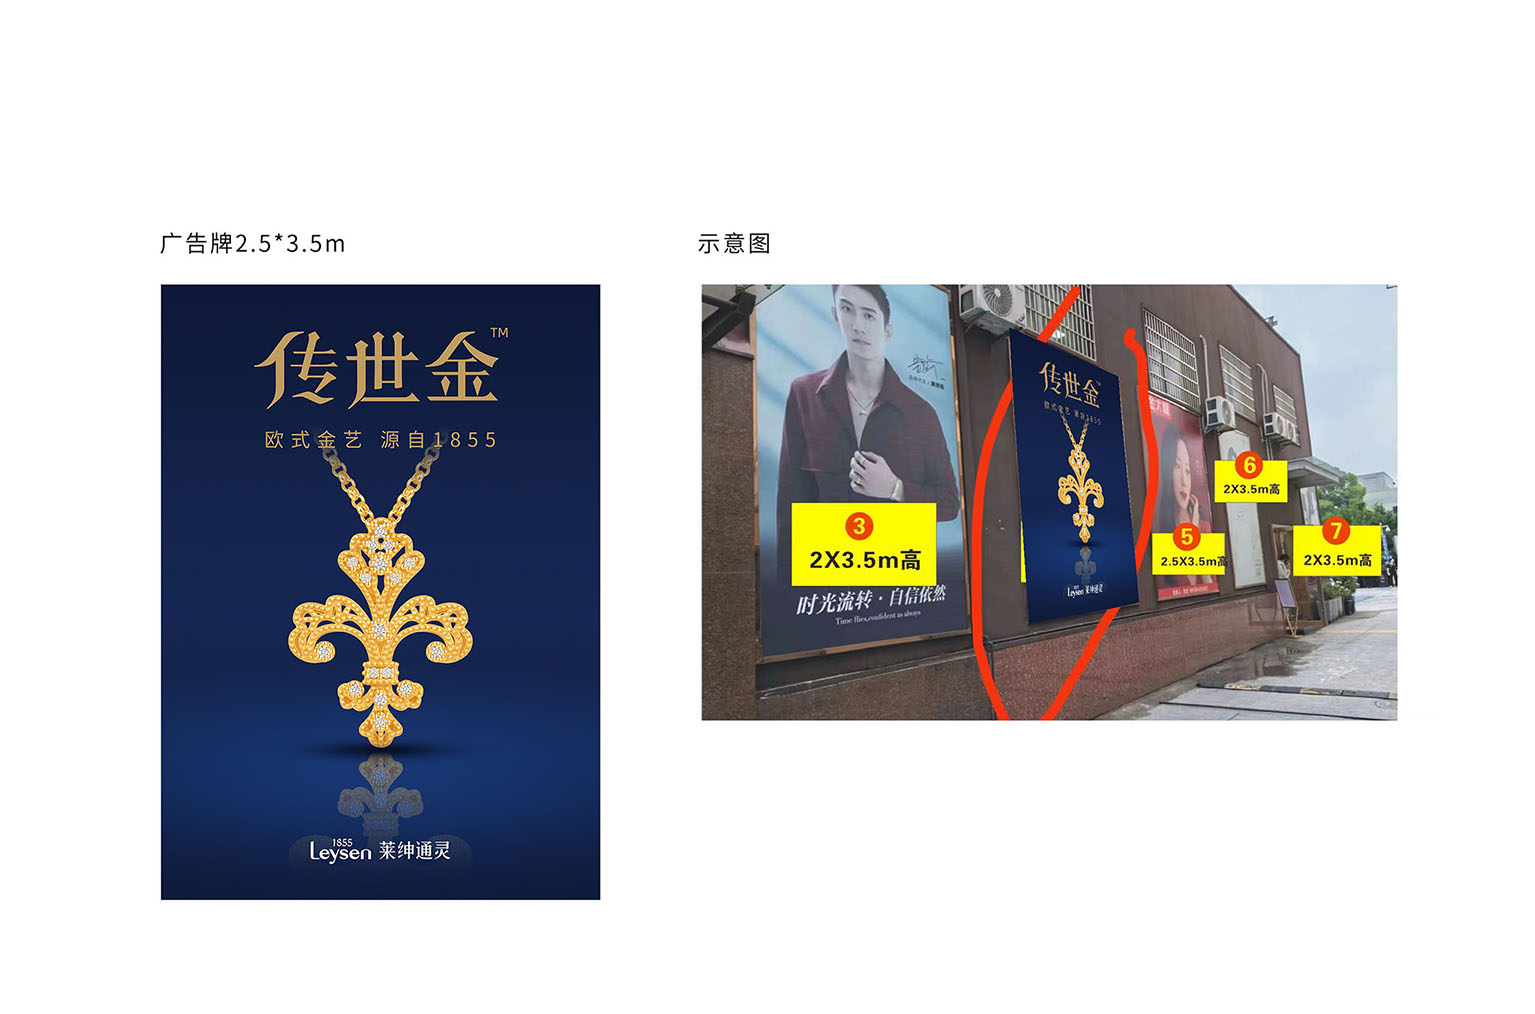 广告牌2.5*3.5m
传世金™
欧式金艺 源自1855
1855
Leysen 莱绅通灵
示意图
3
2X3.5m高
时光流转·自信依然
Time flies,confident as always
传世金
欧式金艺 源自1855
Leysen 莱绅通灵
5
2.5X3.5m高
6
2X3.5m高
7
2X3.5m高